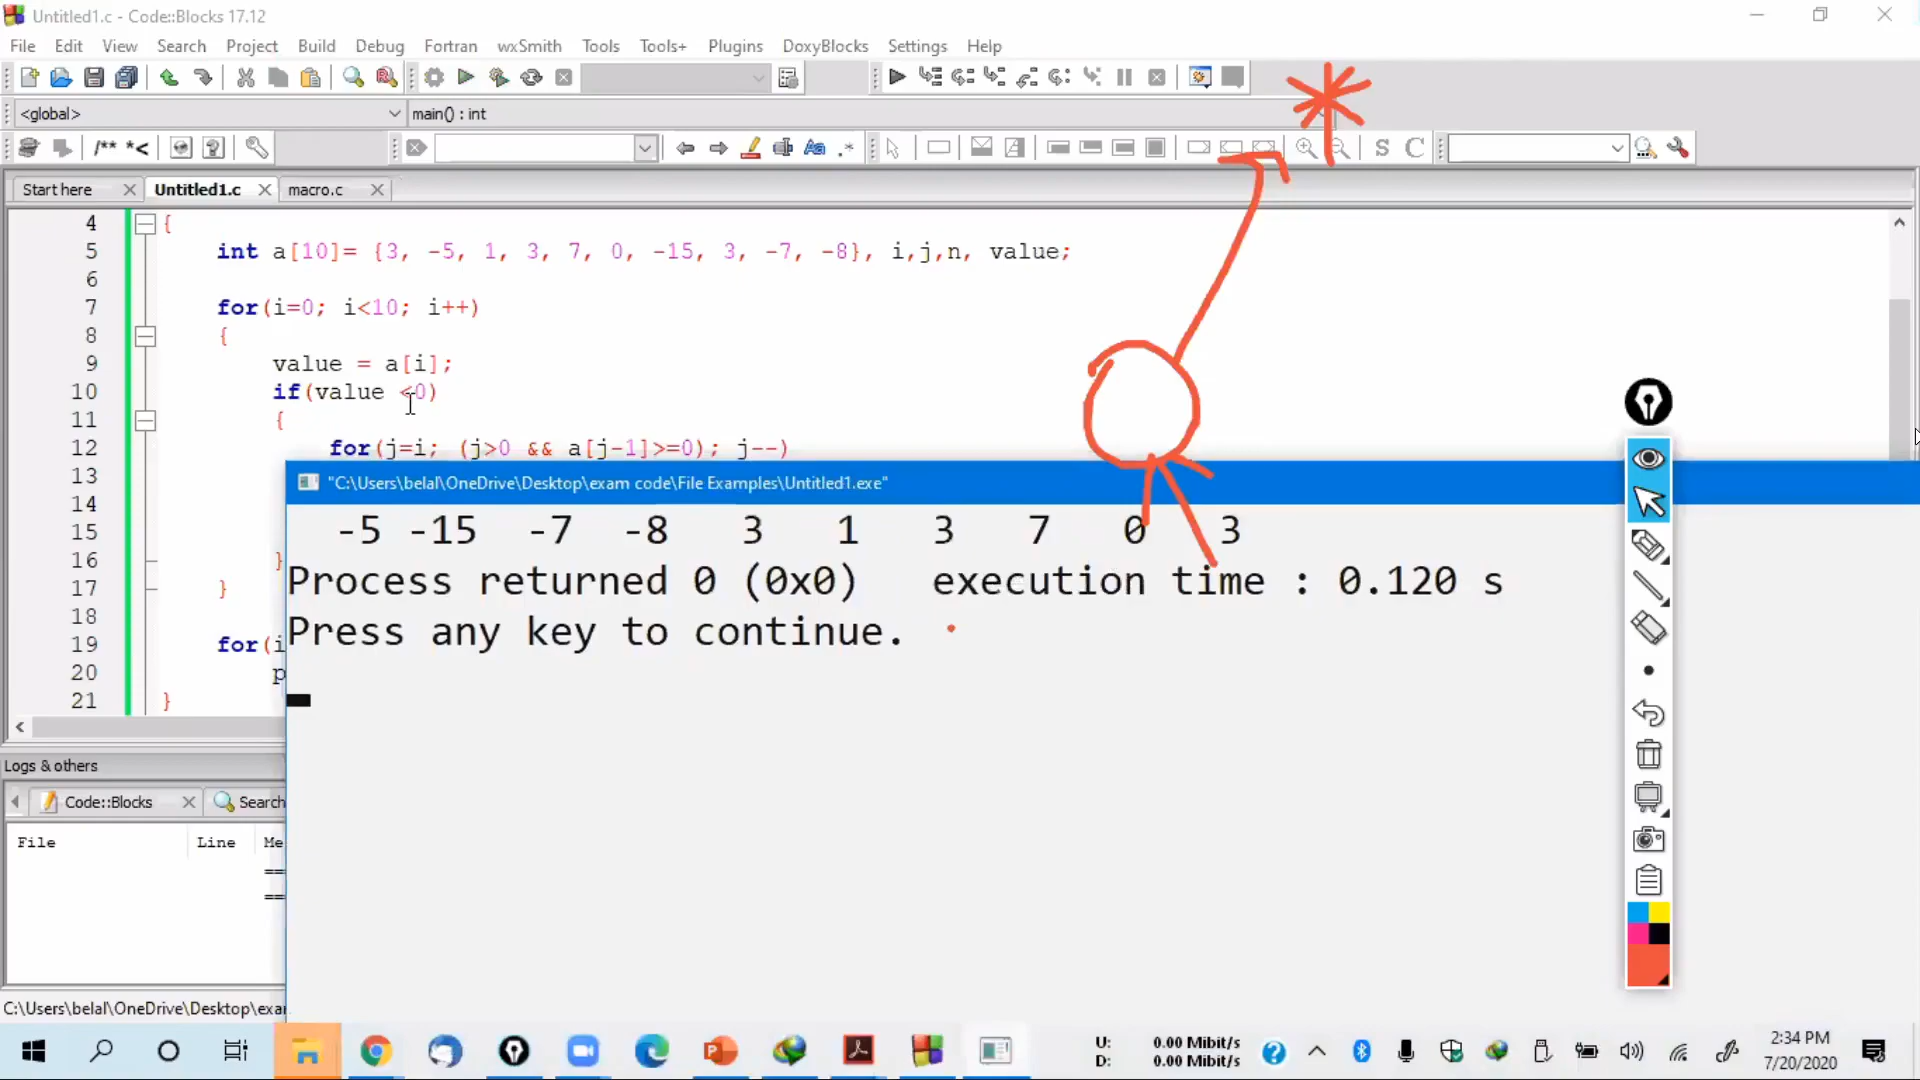 Untitled1.c - Code::Blocks 17.12
File Edit View Search Project Build Debug Fortran wxSmith Tools Tools+ Plugins DoxyBlocks Settings Help
<global> main() : int
/** *< Aa .* S C
Start here Untitled1.c macro.c
4 {
5 int a[10]= {3, -5, 1, 3, 7, 0, -15, 3, -7, -8}, i,j,n, value;
6
7 for(i=0; i<10; i++)
8 {
9 value = a[i];
10 if(value <0)
11 {
12 for(j=i; (j>0 && a[j-1]>=0); j--)
13
14
15
16 }
17 }
18
19 for(i
20 p
21 }
"C:\Users\belal\OneDrive\Desktop\exam code\File Examples\Untitled1.exe"
-5 -15 -7 -8 3 1 3 7 0 3
Process returned 0 (0x0) execution time : 0.120 s
Press any key to continue.
Logs & others
Code::Blocks Search
File Line Me
==
==
C:\Users\belal\OneDrive\Desktop\exa
U: 0.00 Mibit/s
D: 0.00 Mibit/s
2:34 PM
7/20/2020